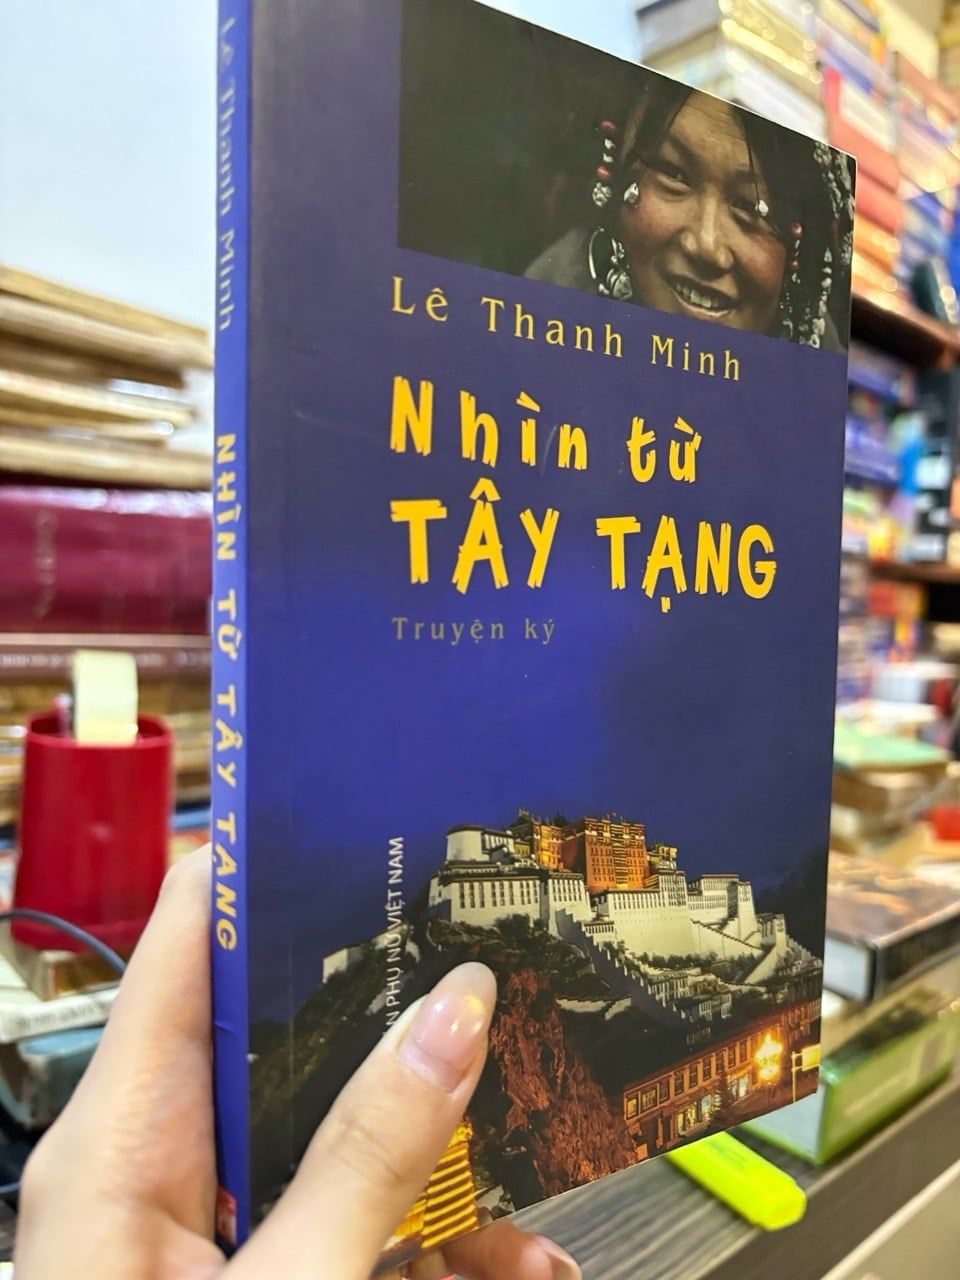 Lê Thanh Minh
Nhìn từ
TÂY TẠNG
Truyện ký
PHỤ NỮ VIỆT NAM
Lê Thanh Minh
NHÌN TỪ TÂY TẠNG